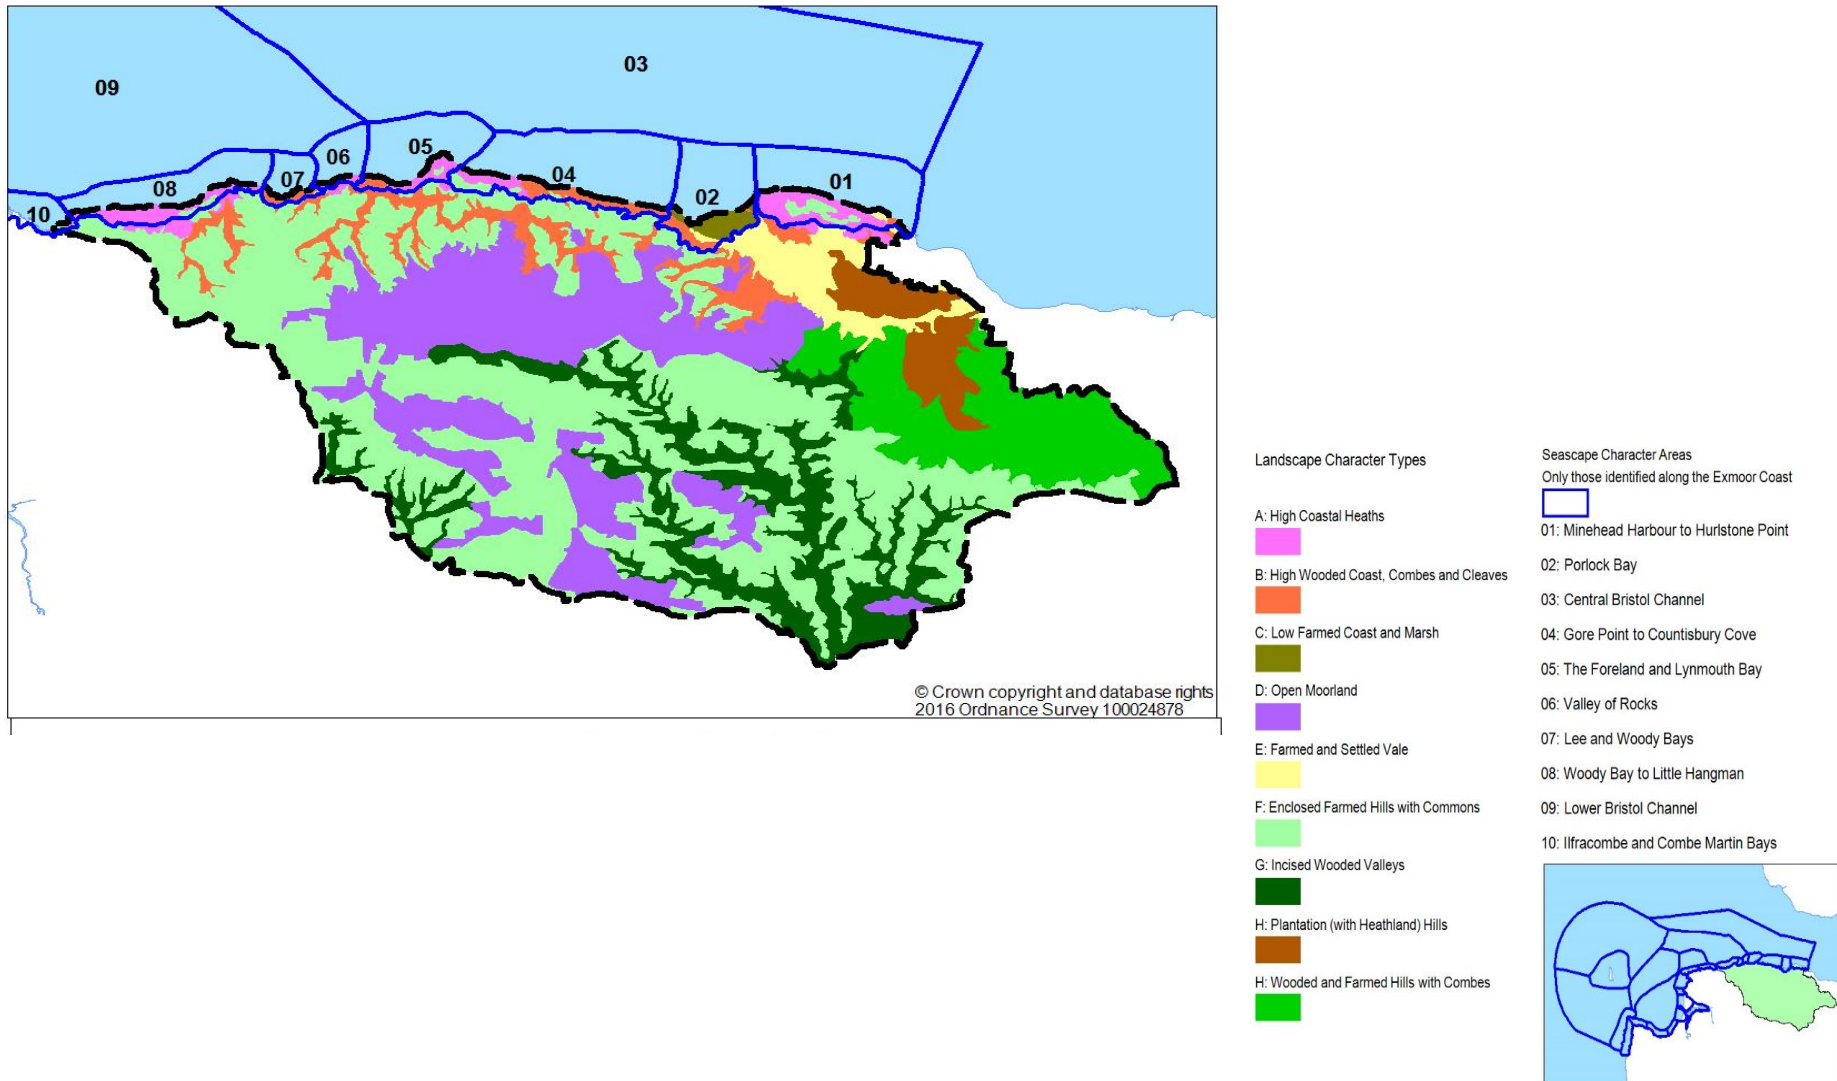 03
09
06
05
04
07
08
02
01
10
© Crown copyright and database rights
2016 Ordnance Survey 100024878
Landscape Character Types
A: High Coastal Heaths
B: High Wooded Coast, Combes and Cleaves
C: Low Farmed Coast and Marsh
D: Open Moorland
E: Farmed and Settled Vale
F: Enclosed Farmed Hills with Commons
G: Incised Wooded Valleys
H: Plantation (with Heathland) Hills
H: Wooded and Farmed Hills with Combes
Seascape Character Areas
Only those identified along the Exmoor Coast
01: Minehead Harbour to Hurlstone Point
02: Porlock Bay
03: Central Bristol Channel
04: Gore Point to Countisbury Cove
05: The Foreland and Lynmouth Bay
06: Valley of Rocks
07: Lee and Woody Bays
08: Woody Bay to Little Hangman
09: Lower Bristol Channel
10: Ilfracombe and Combe Martin Bays